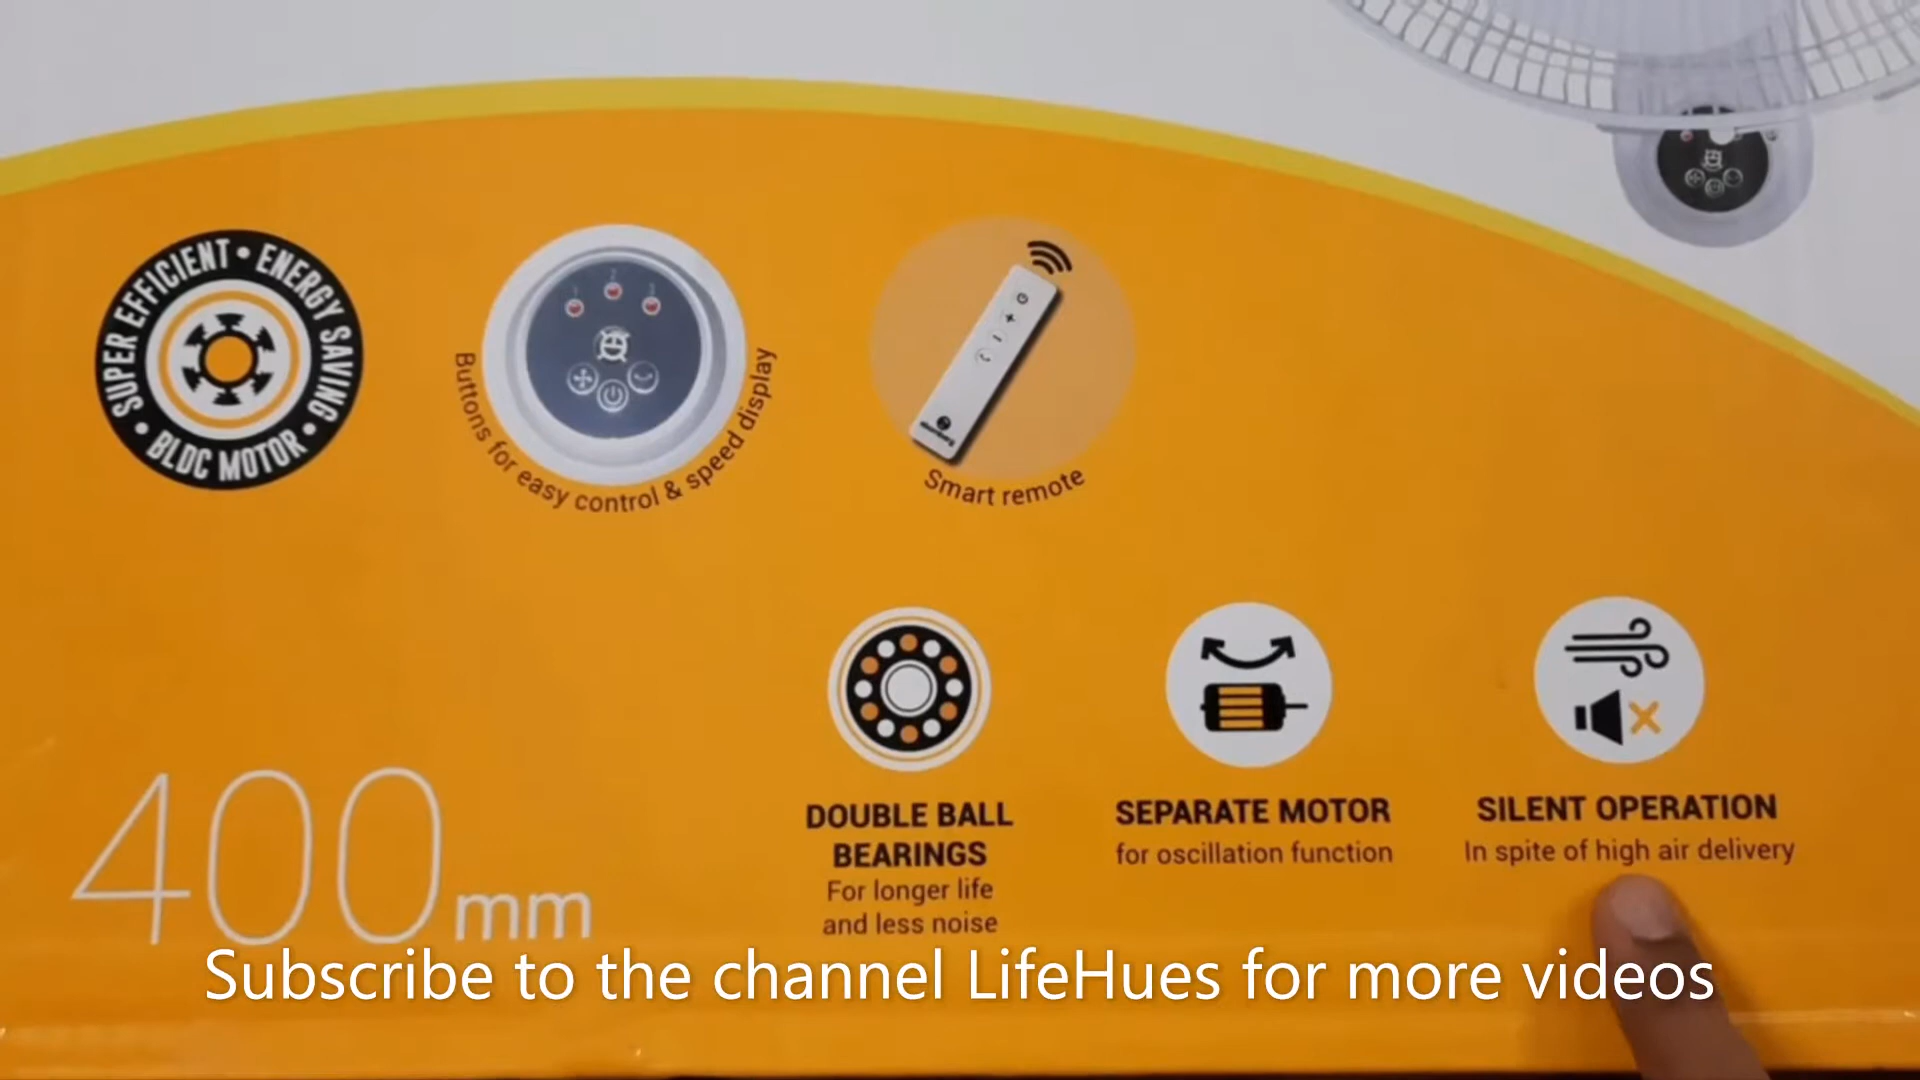 SUPER EFFICIENT • ENERGY SAVING • BLDC MOTOR •
Buttons for easy control & speed display
Smart remote
400mm
DOUBLE BALL
BEARINGS
For longer life
and less noise
SEPARATE MOTOR
for oscillation function
SILENT OPERATION
In spite of high air delivery
Subscribe to the channel LifeHues for more videos